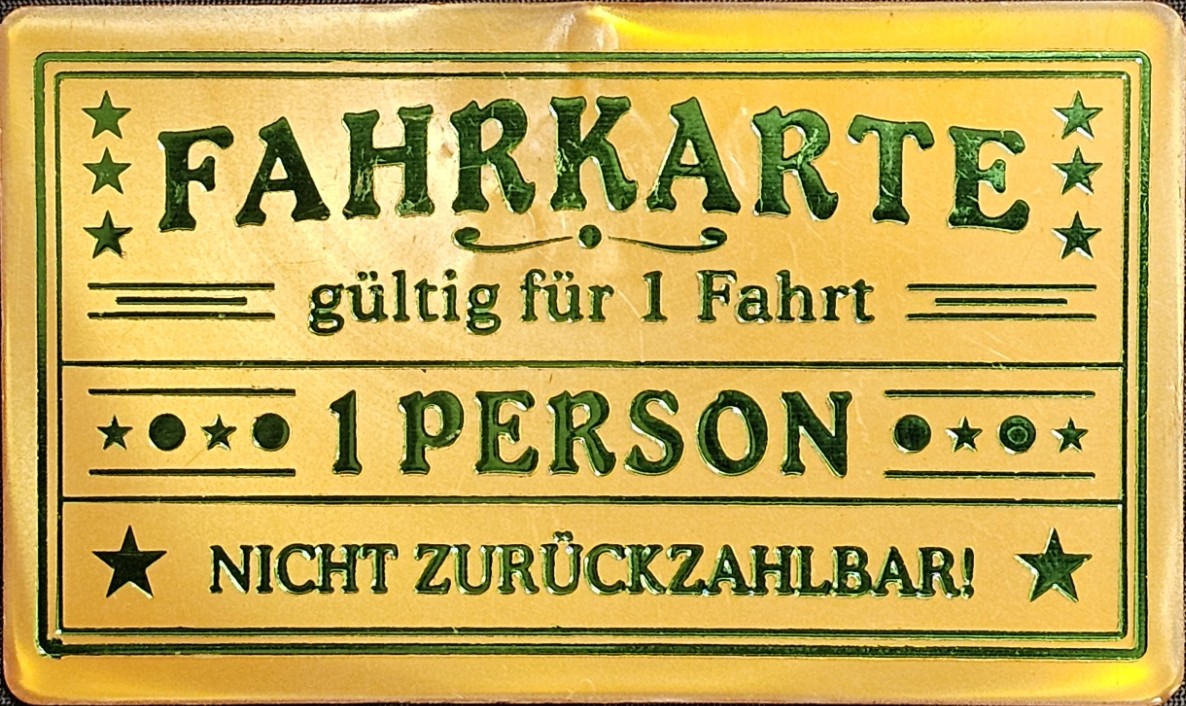 FAHRKARTE
gültig für 1 Fahrt
1 PERSON
NICHT ZURÜCKZAHLBAR!